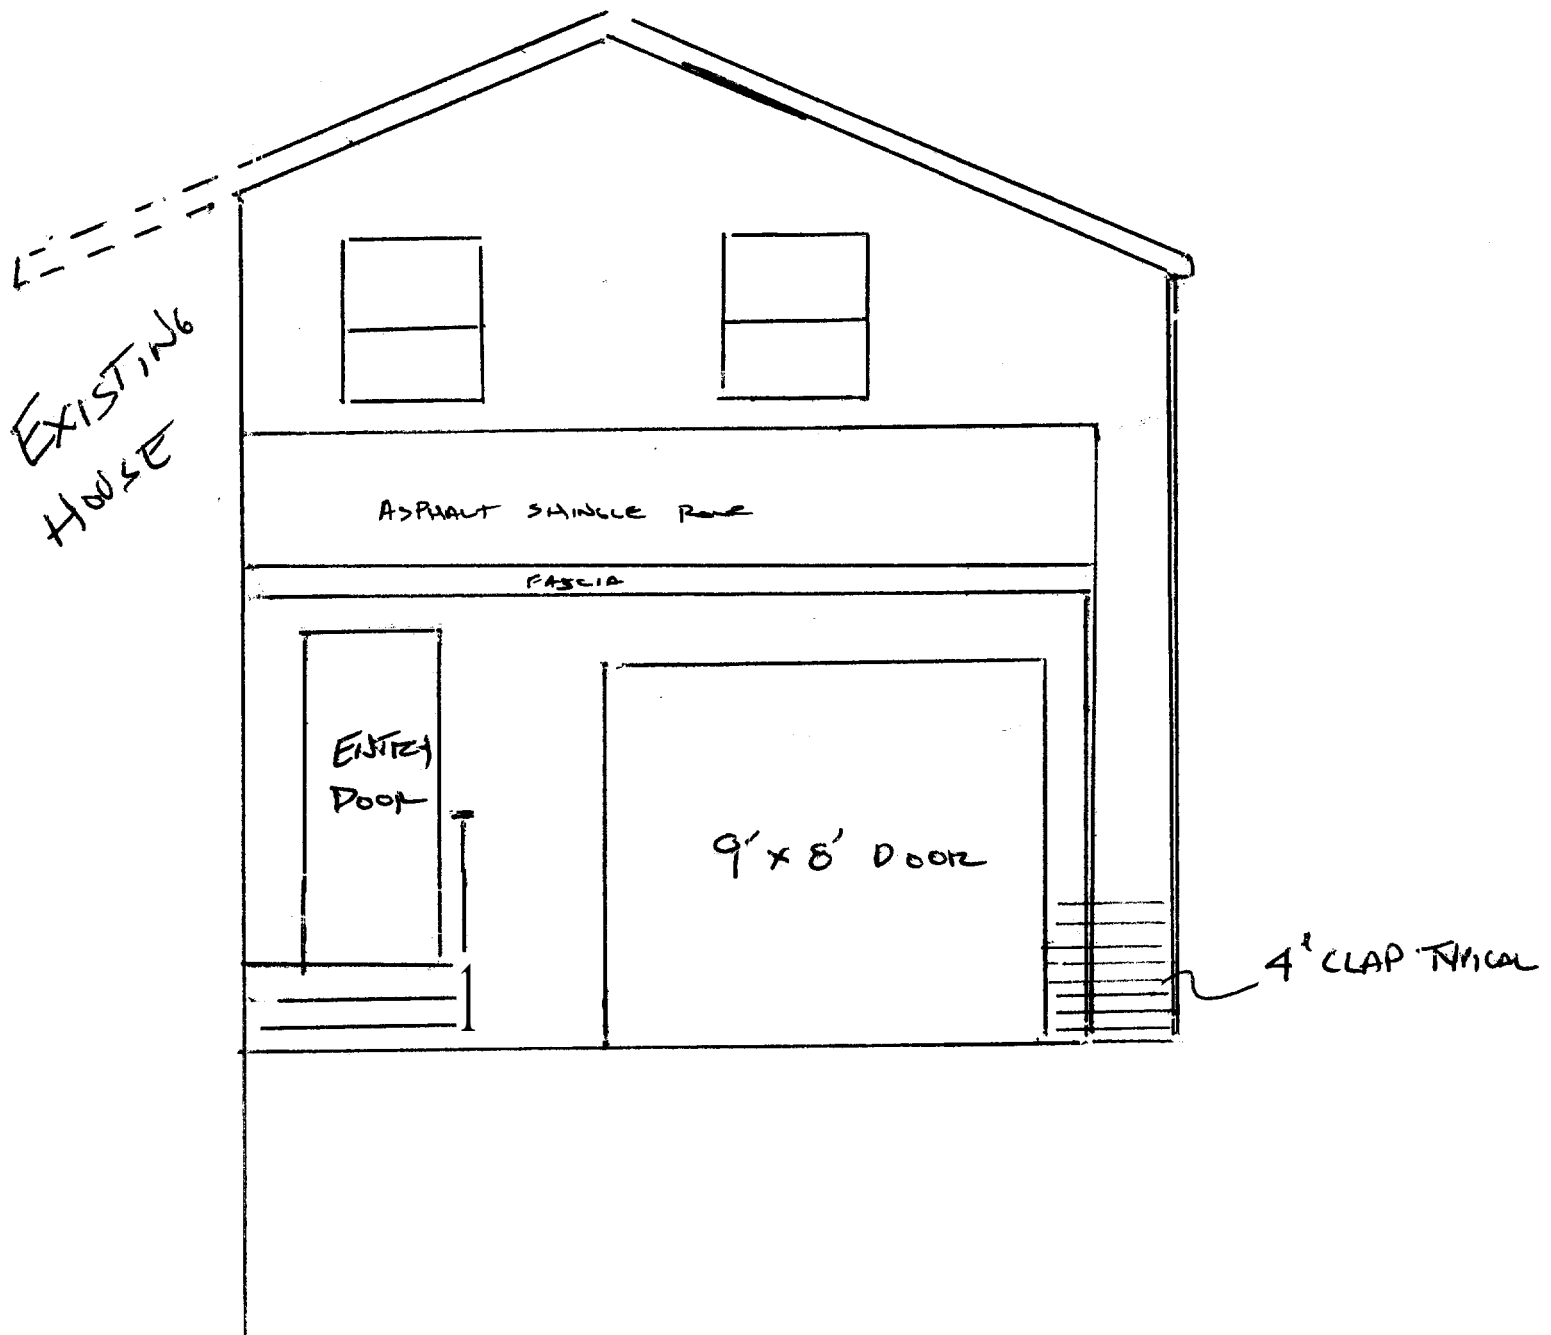 EXISTING
HOUSE
ASPHALT SHINGLE ROOF
FASCIA
ENTRY
DOOR
9' x 8' DOOR
4" CLAP TYPICAL